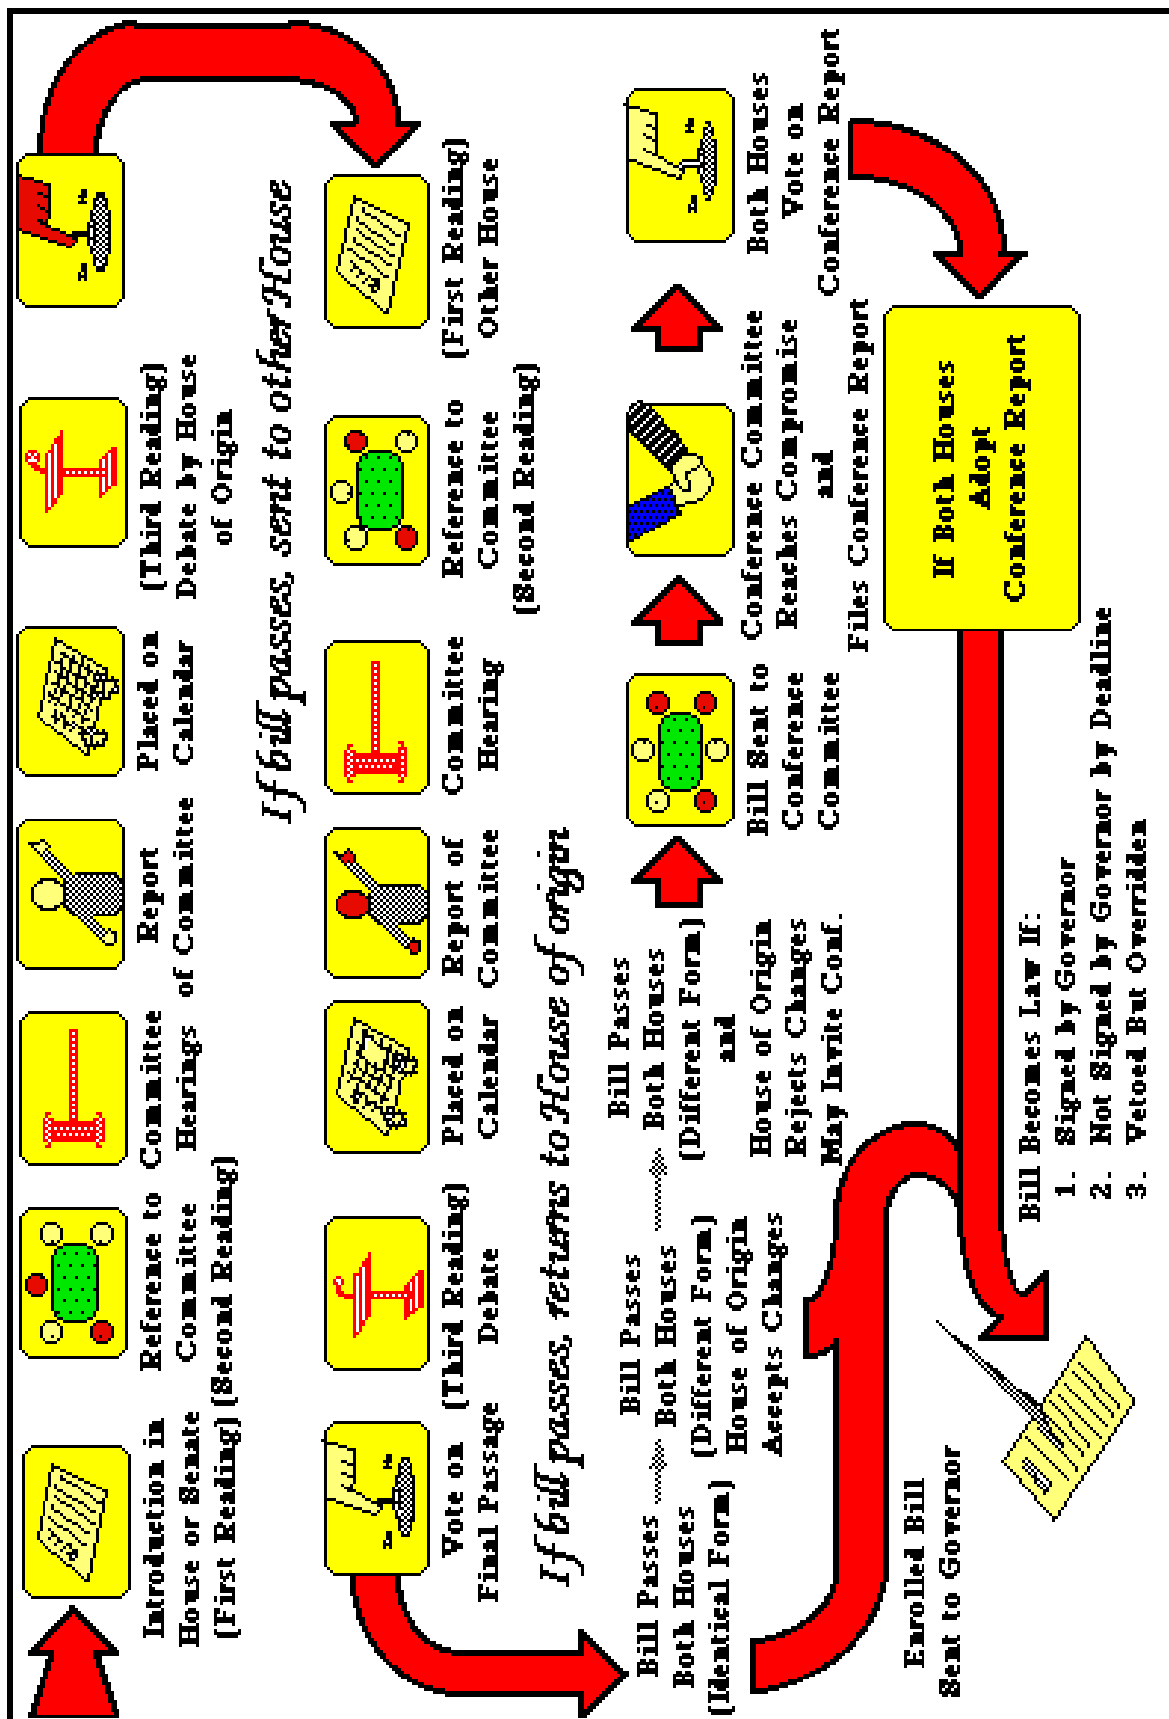 Introduction in
House or Senate
(First Reading)
Reference to
Committee
(Second Reading)
Committee
Hearings
Report
of Committee
Placed on
Calendar
(Third Reading)
Debate by House
of Origin
Yes
No
If bill passes, sent to other House
(First Reading)
Other House
Reference to
Committee
(Second Reading)
Committee
Hearing
Report of
Committee
Placed on
Calendar
(Third Reading)
Debate
Vote on
Final Passage
If bill passes, returns to House of origin
Bill Passes
Both Houses
(Identical Form)
Bill Passes
Both Houses
(Different Form)
House of Origin
Accepts Changes
Bill Passes
Both Houses
(Different Form)
and
House of Origin
Rejects Changes
May Invite Conf.
Bill Sent to
Conference
Committee
Conference Committee
Reaches Compromise
and
Files Conference Report
Both Houses
Vote on
Conference Report
If Both Houses
Adopt
Conference Report
Enrolled Bill
Sent to Governor
Bill Becomes Law If:
1. Signed by Governor
2. Not Signed by Governor by Deadline
3. Vetoed But Overridden